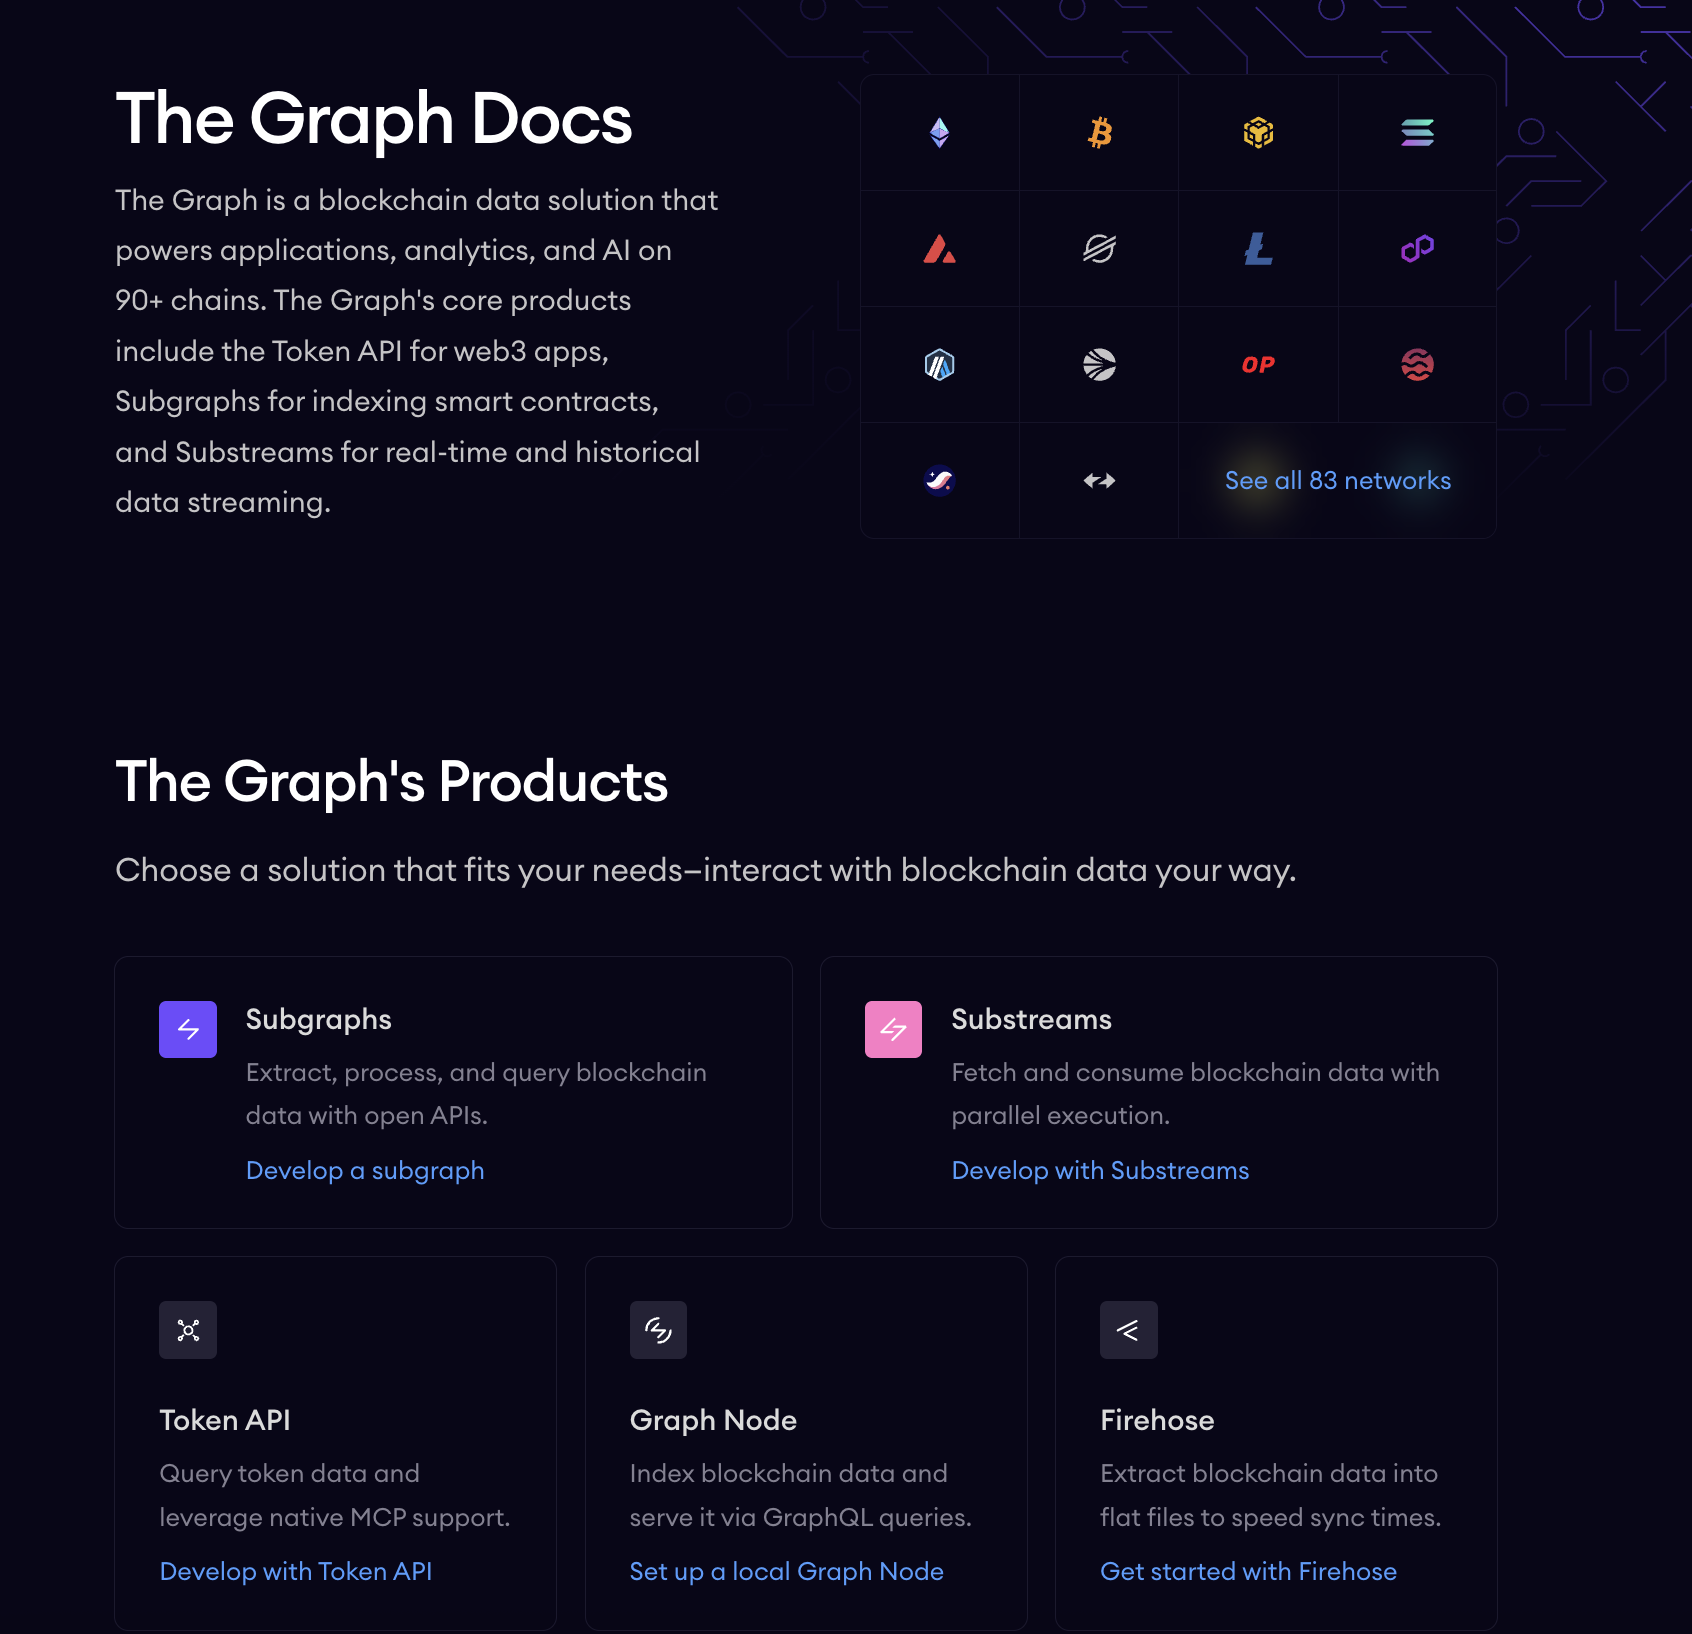 The Graph Docs
The Graph is a blockchain data solution that
powers applications, analytics, and AI on
90+ chains. The Graph's core products
include the Token API for web3 apps,
Subgraphs for indexing smart contracts,
and Substreams for real-time and historical
data streaming.
OP
See all 83 networks
The Graph's Products
Choose a solution that fits your needs—interact with blockchain data your way.
Subgraphs
Extract, process, and query blockchain
data with open APIs.
Develop a subgraph
Substreams
Fetch and consume blockchain data with
parallel execution.
Develop with Substreams
Token API
Query token data and
leverage native MCP support.
Develop with Token API
Graph Node
Index blockchain data and
serve it via GraphQL queries.
Set up a local Graph Node
Firehose
Extract blockchain data into
flat files to speed sync times.
Get started with Firehose